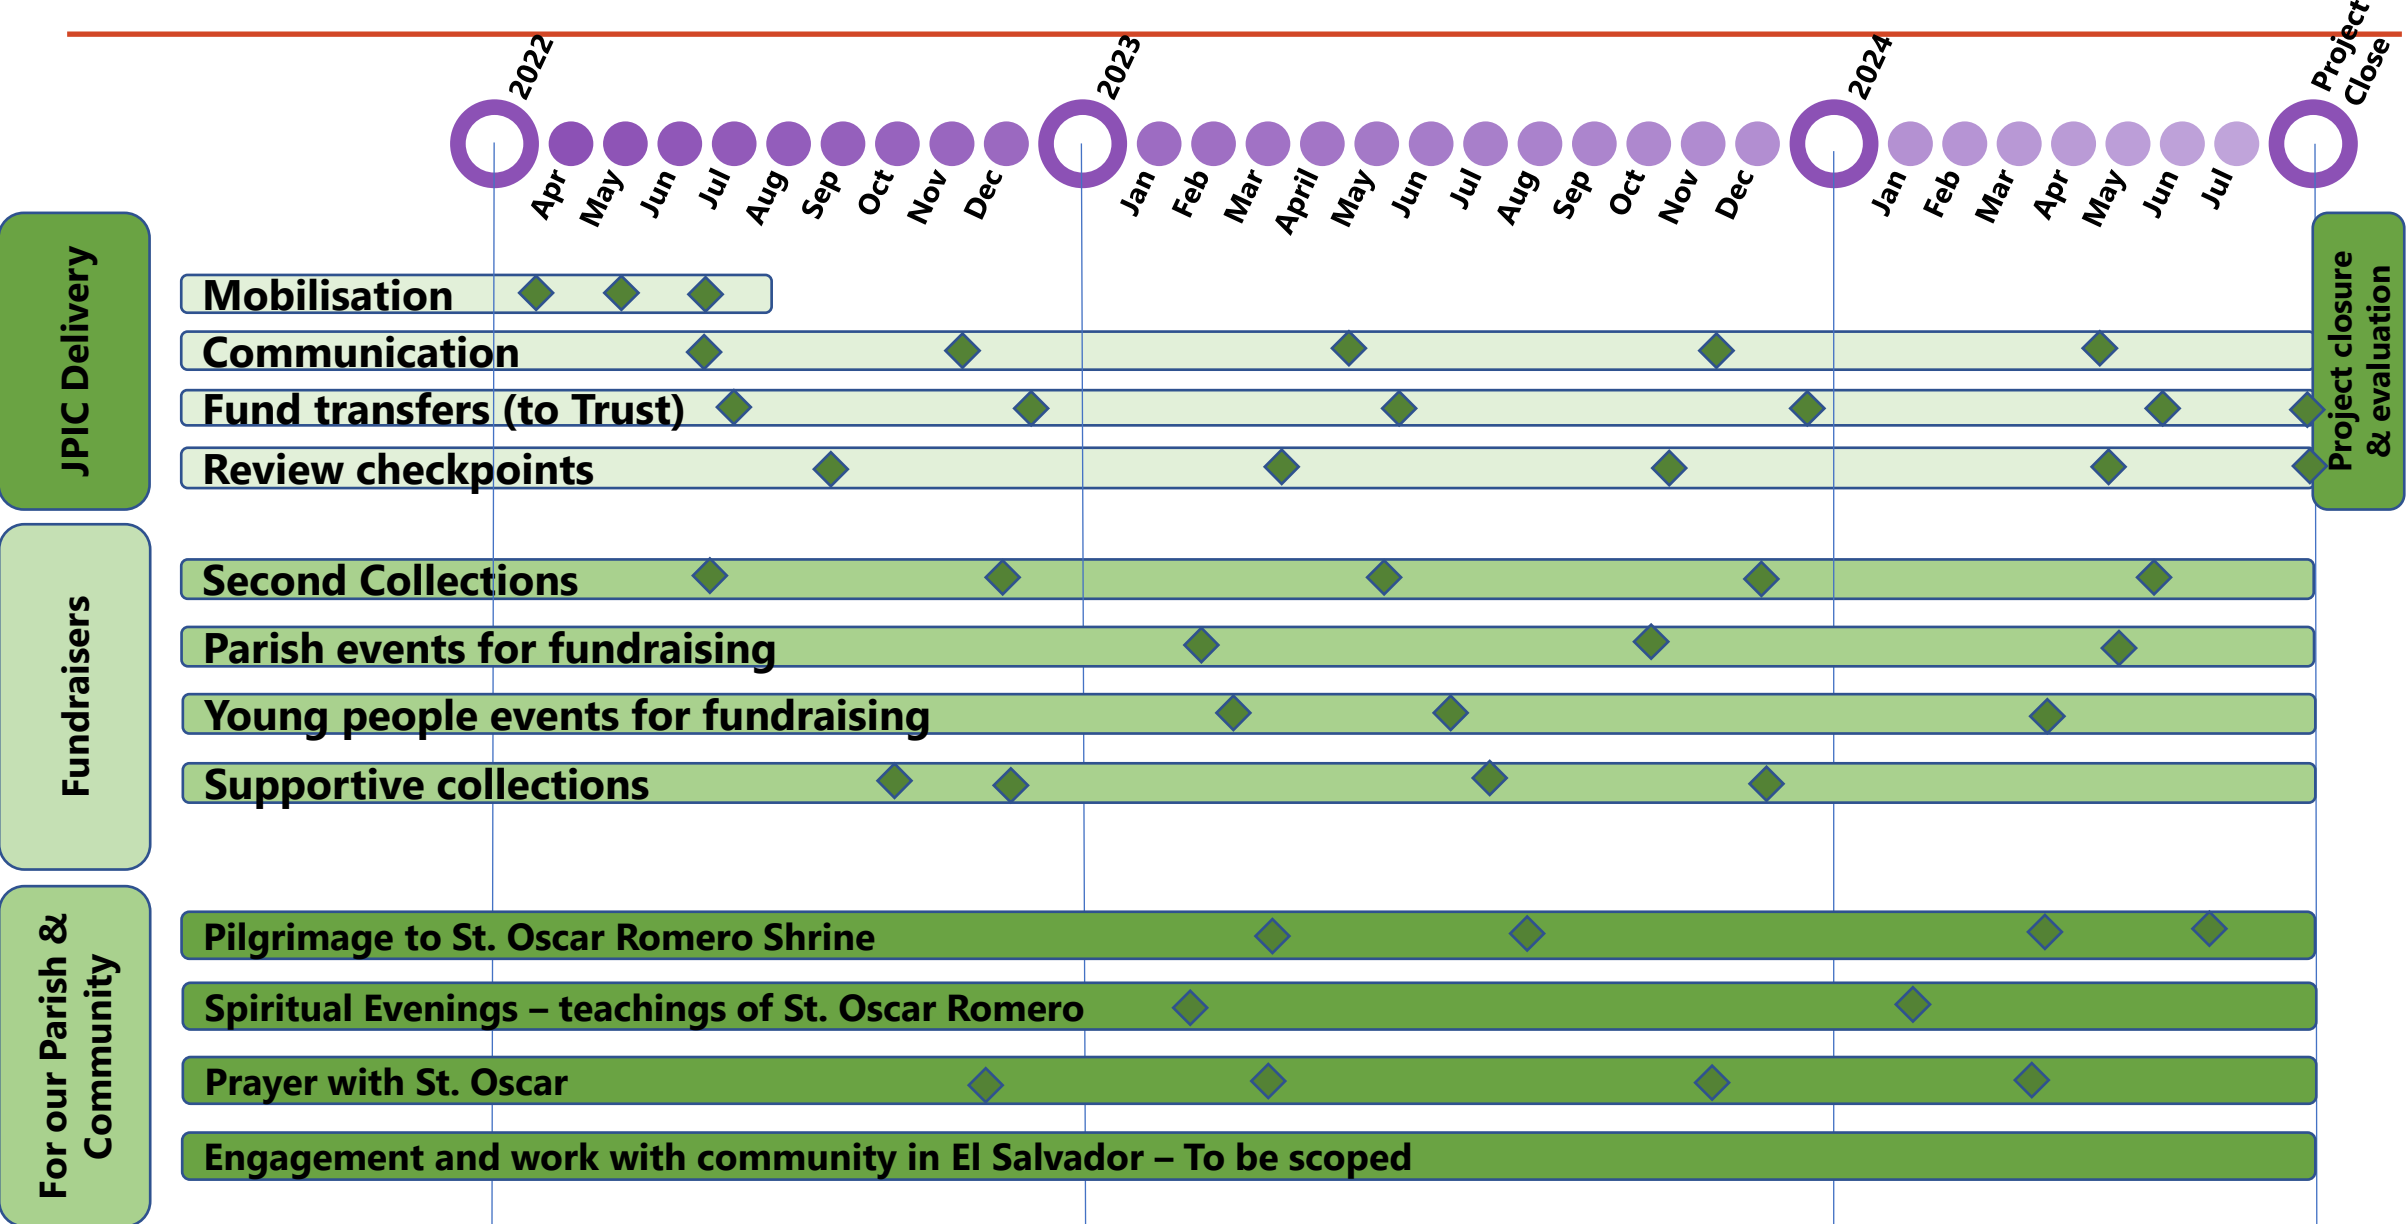 2022
2023
2024
Project
Close
Apr
May
Jun
Jul
Aug
Sep
Oct
Nov
Dec
Jan
Feb
Mar
April
May
Jun
Jul
Aug
Sep
Oct
Nov
Dec
Jan
Feb
Mar
Apr
May
Jun
Jul
JPIC Delivery
Mobilisation
Communication
Fund transfers (to Trust)
Review checkpoints
Project closure
& evaluation
Fundraisers
Second Collections
Parish events for fundraising
Young people events for fundraising
Supportive collections
For our Parish &
Community
Pilgrimage to St. Oscar Romero Shrine
Spiritual Evenings – teachings of St. Oscar Romero
Prayer with St. Oscar
Engagement and work with community in El Salvador – To be scoped